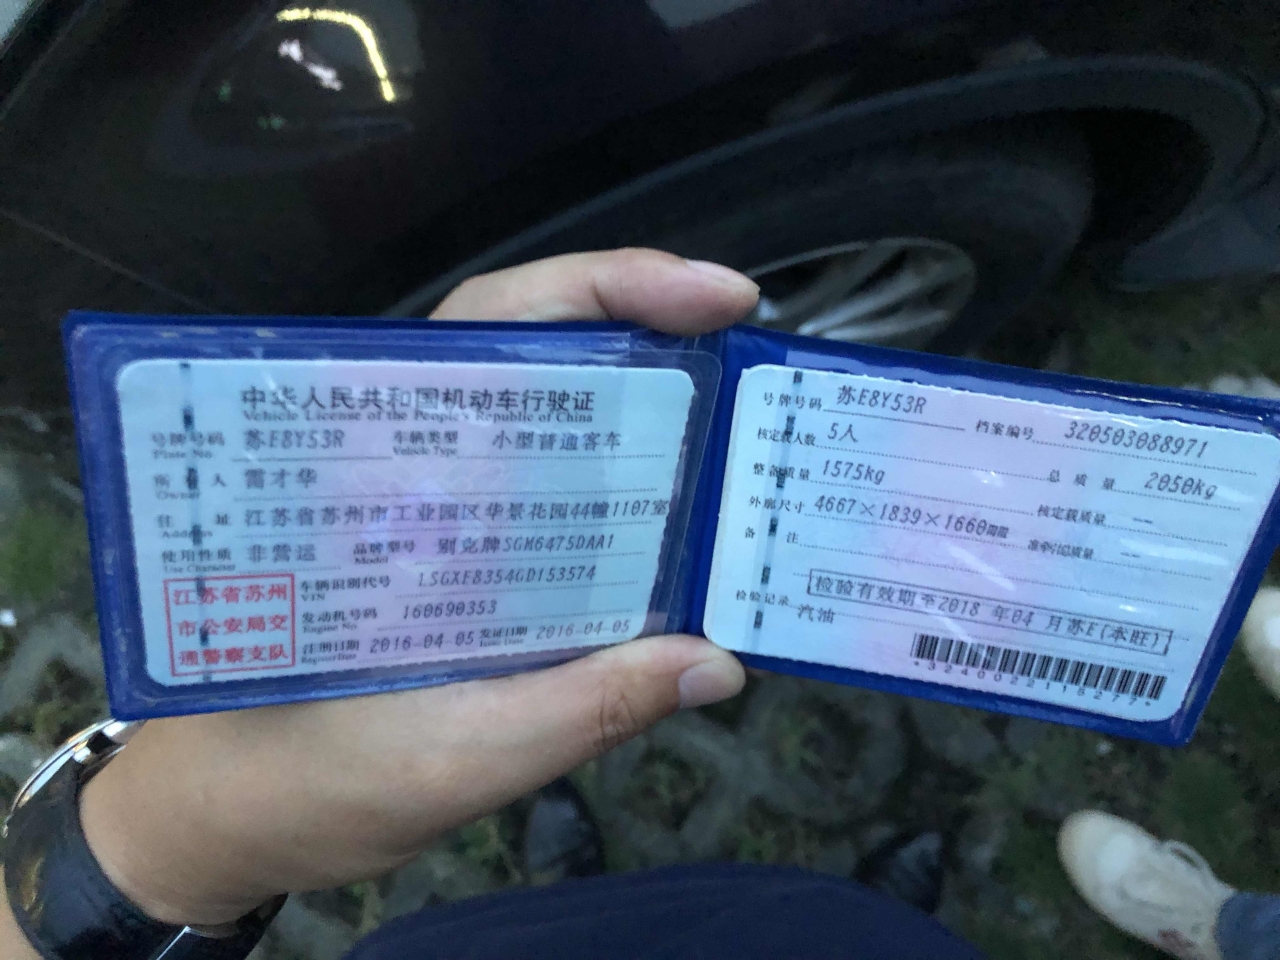 中华人民共和国机动车行驶证
Vehicle License of the People's Republic of China
号牌号码 苏E8Y53R 车辆类型 小型普通客车
Plate No. Vehicle Type
所有人 雷才华
Owner
住址 江苏省苏州市工业园区华景花园44幢1107室
Address
使用性质 非营运 品牌型号 别克牌SGM6475DAA1
Use Character Model
江苏省苏州
市公安局交
通警察支队
车辆识别代号 LSGXE8354GD153574
VIN
发动机号码 160690353
Engine No.
注册日期 2016-04-05 发证日期 2016-04-05
Register Date Issue Date
号牌号码 苏E8Y53R 档案编号 320503088971
核定载人数 5人 总质量 2050kg
整备质量 1575kg 核定载质量 --
外廓尺寸 4667×1839×1660mm 准牵引总质量 --
备注
检验有效期至2018 年04 月苏E(本旺)
检验记录 汽油
*3240022115277*